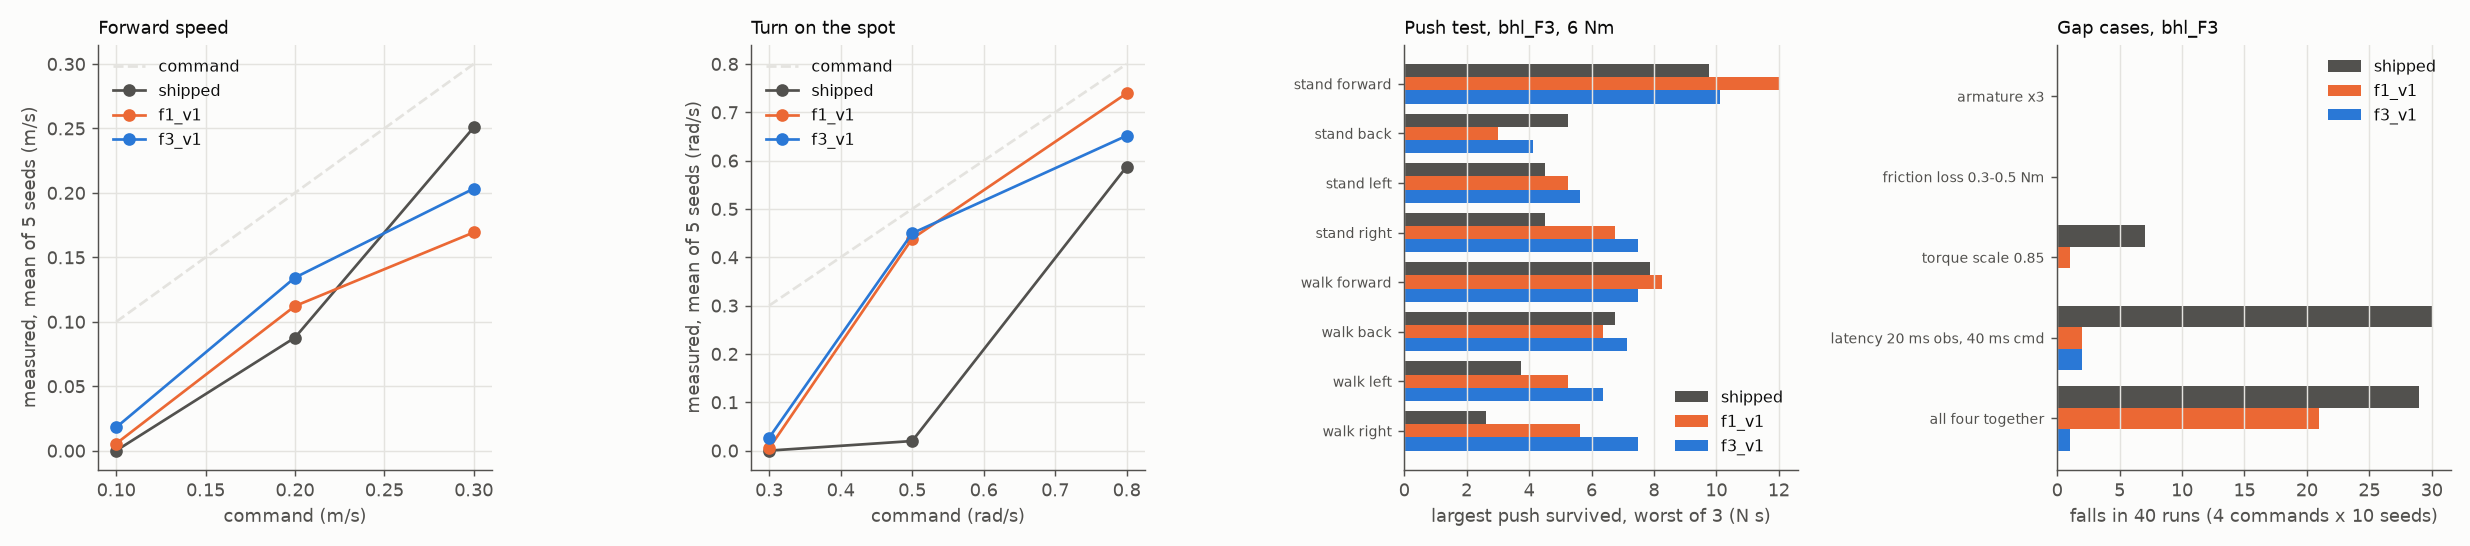 Forward speed
measured, mean of 5 seeds (m/s)
0.30
0.25
0.20
0.15
0.10
0.05
0.00
command
shipped
f1_v1
f3_v1
0.10
0.15
0.20
0.25
0.30
command (m/s)
Turn on the spot
measured, mean of 5 seeds (rad/s)
0.8
0.7
0.6
0.5
0.4
0.3
0.2
0.1
0.0
command
shipped
f1_v1
f3_v1
0.3
0.4
0.5
0.6
0.7
0.8
command (rad/s)
Push test, bhl_F3, 6 Nm
stand forward
stand back
stand left
stand right
walk forward
walk back
walk left
walk right
shipped
f1_v1
f3_v1
0
2
4
6
8
10
12
largest push survived, worst of 3 (N s)
Gap cases, bhl_F3
shipped
f1_v1
f3_v1
armature x3
friction loss 0.3-0.5 Nm
torque scale 0.85
latency 20 ms obs, 40 ms cmd
all four together
0
5
10
15
20
25
30
falls in 40 runs (4 commands x 10 seeds)